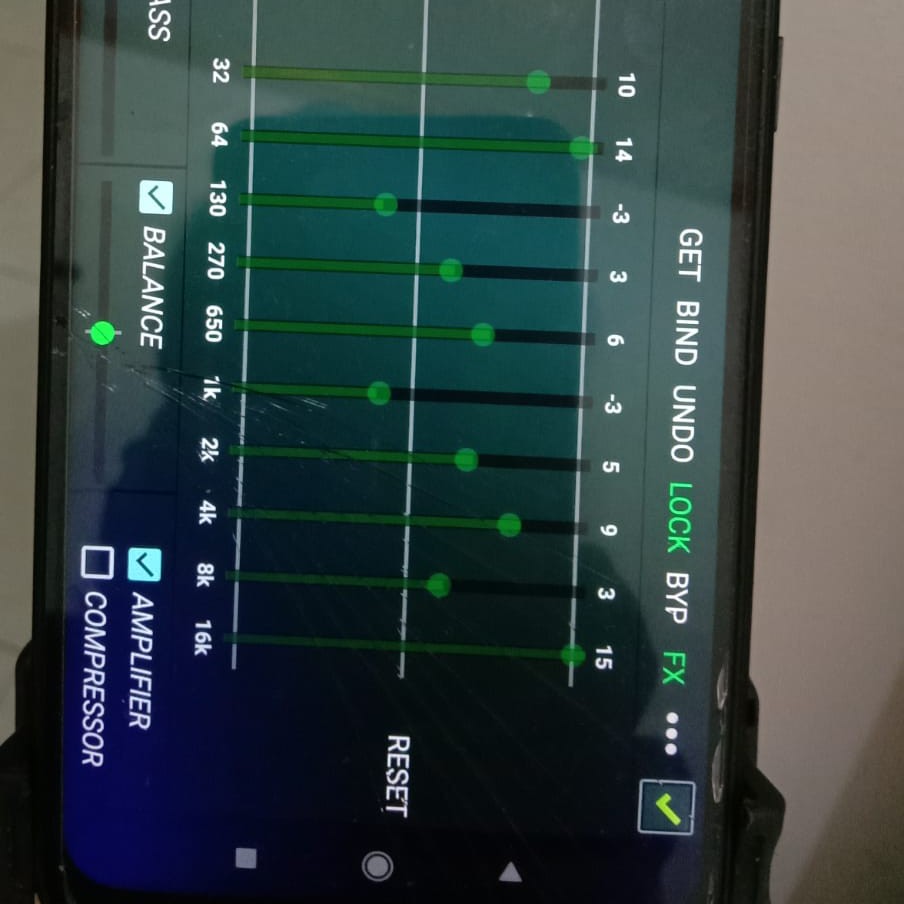 GET BIND UNDO LOCK BYP FX
10 14 -3 3 6 -3 5 9 3 15
RESET
32 64 130 270 650 1k 2k 4k 8k 16k
BALANCE AMPLIFIER
COMPRESSOR